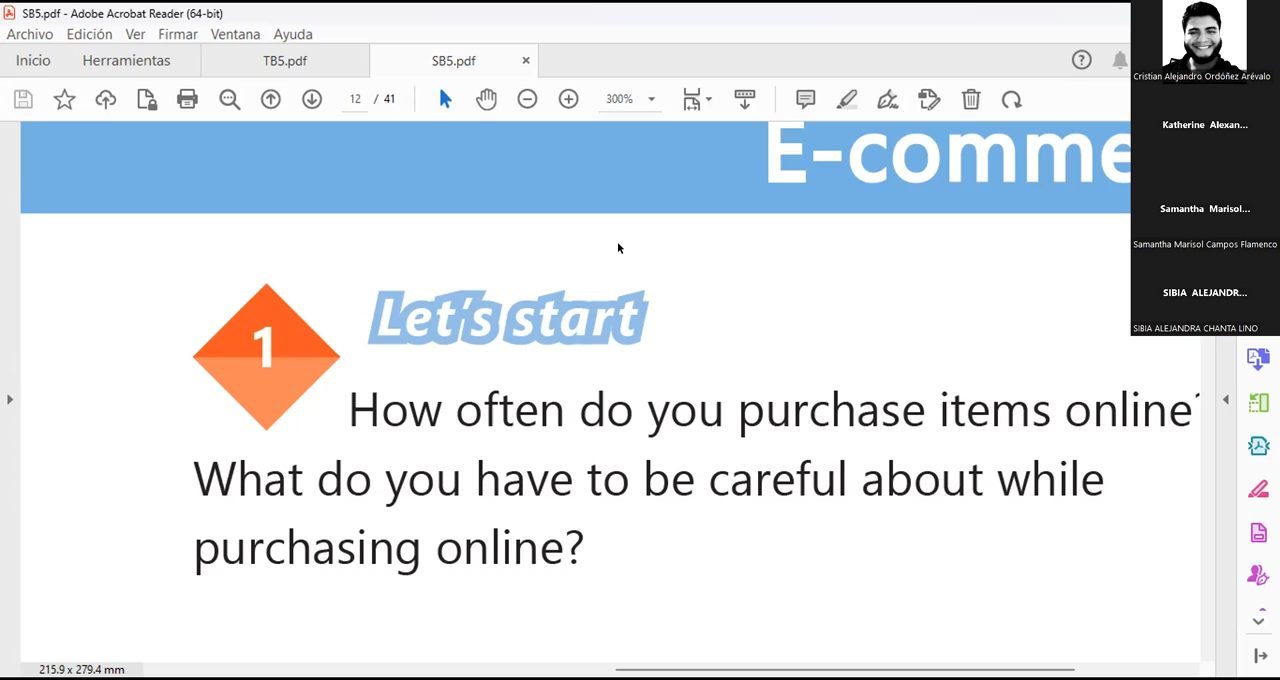 SB5.pdf - Adobe Acrobat Reader (64-bit)
Archivo Edición Ver Firmar Ventana Ayuda
Inicio Herramientas TB5.pdf SB5.pdf
12 / 41 300%
E-comme
1 Let's start
How often do you purchase items online?
What do you have to be careful about while
purchasing online?
215.9 x 279.4 mm
Cristian Alejandro Ordóñez Arévalo
Katherine Alexan...
Samantha Marisol...
Samantha Marisol Campos Flamenco
SIBIA ALEJANDR...
SIBIA ALEJANDRA CHANTA LINO